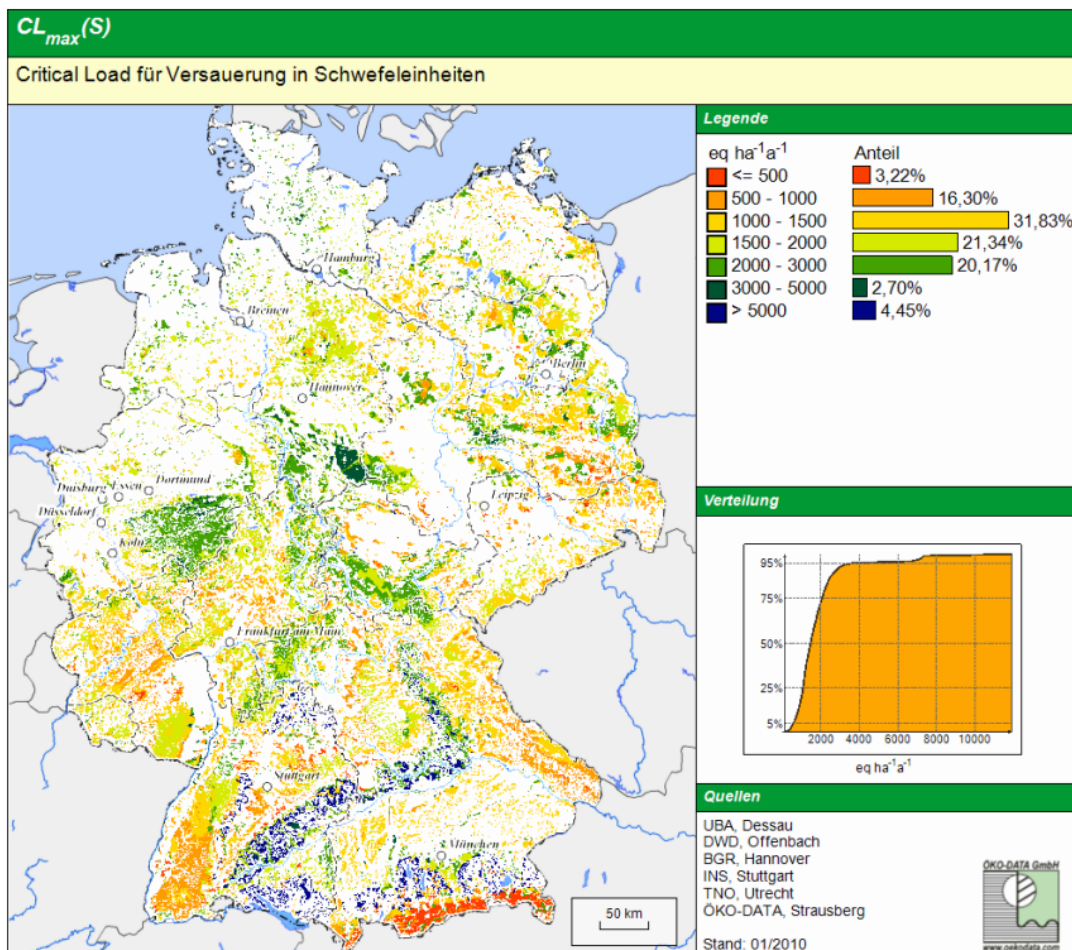 CLmax(S)
Critical Load für Versauerung in Schwefeleinheiten
Hamburg
Bremen
Berlin
Hannover
Duisburg Essen Dortmund
Düsseldorf
Köln
Leipzig
Frankfurt am Main
Stuttgart
München
50 km
Legende
eq ha-1a-1 Anteil
<= 500 3,22%
500 - 1000 16,30%
1000 - 1500 31,83%
1500 - 2000 21,34%
2000 - 3000 20,17%
3000 - 5000 2,70%
> 5000 4,45%
Verteilung
95%
75%
50%
25%
5%
2000 4000 6000 8000 10000
eq ha-1a-1
Quellen
UBA, Dessau
DWD, Offenbach
BGR, Hannover
INS, Stuttgart
TNO, Utrecht
ÖKO-DATA, Strausberg
Stand: 01/2010
ÖKO-DATA GmbH
www.oekodata.com